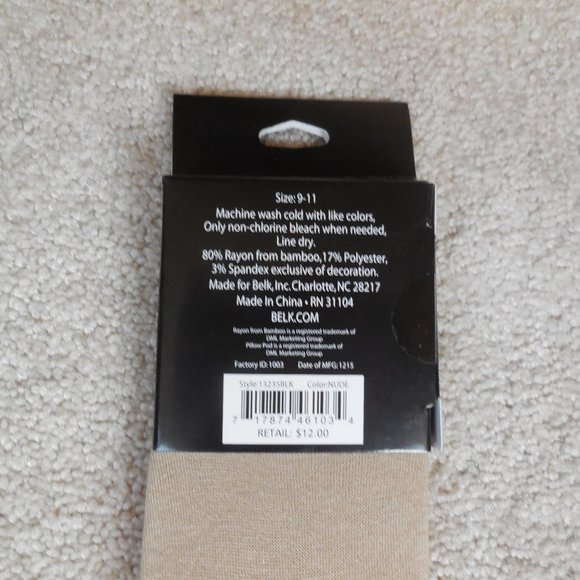 Size: 9-11
Machine wash cold with like colors,
Only non-chlorine bleach when needed,
Line dry.
80% Rayon from bamboo,17% Polyester,
3% Spandex exclusive of decoration.
Made for Belk,Inc.Charlotte,NC 28217
Made In China • RN 31104
BELK.COM
Rayon from Bamboo is a registered trademark of
DML Marketing Group
Pillow Pod is a registered trademark of
DML Marketing Group
Factory ID:1003 Date of MFG:1215
Style:13235BLK Color:NUDE
7 17874 46103 4
RETAIL: $12.00